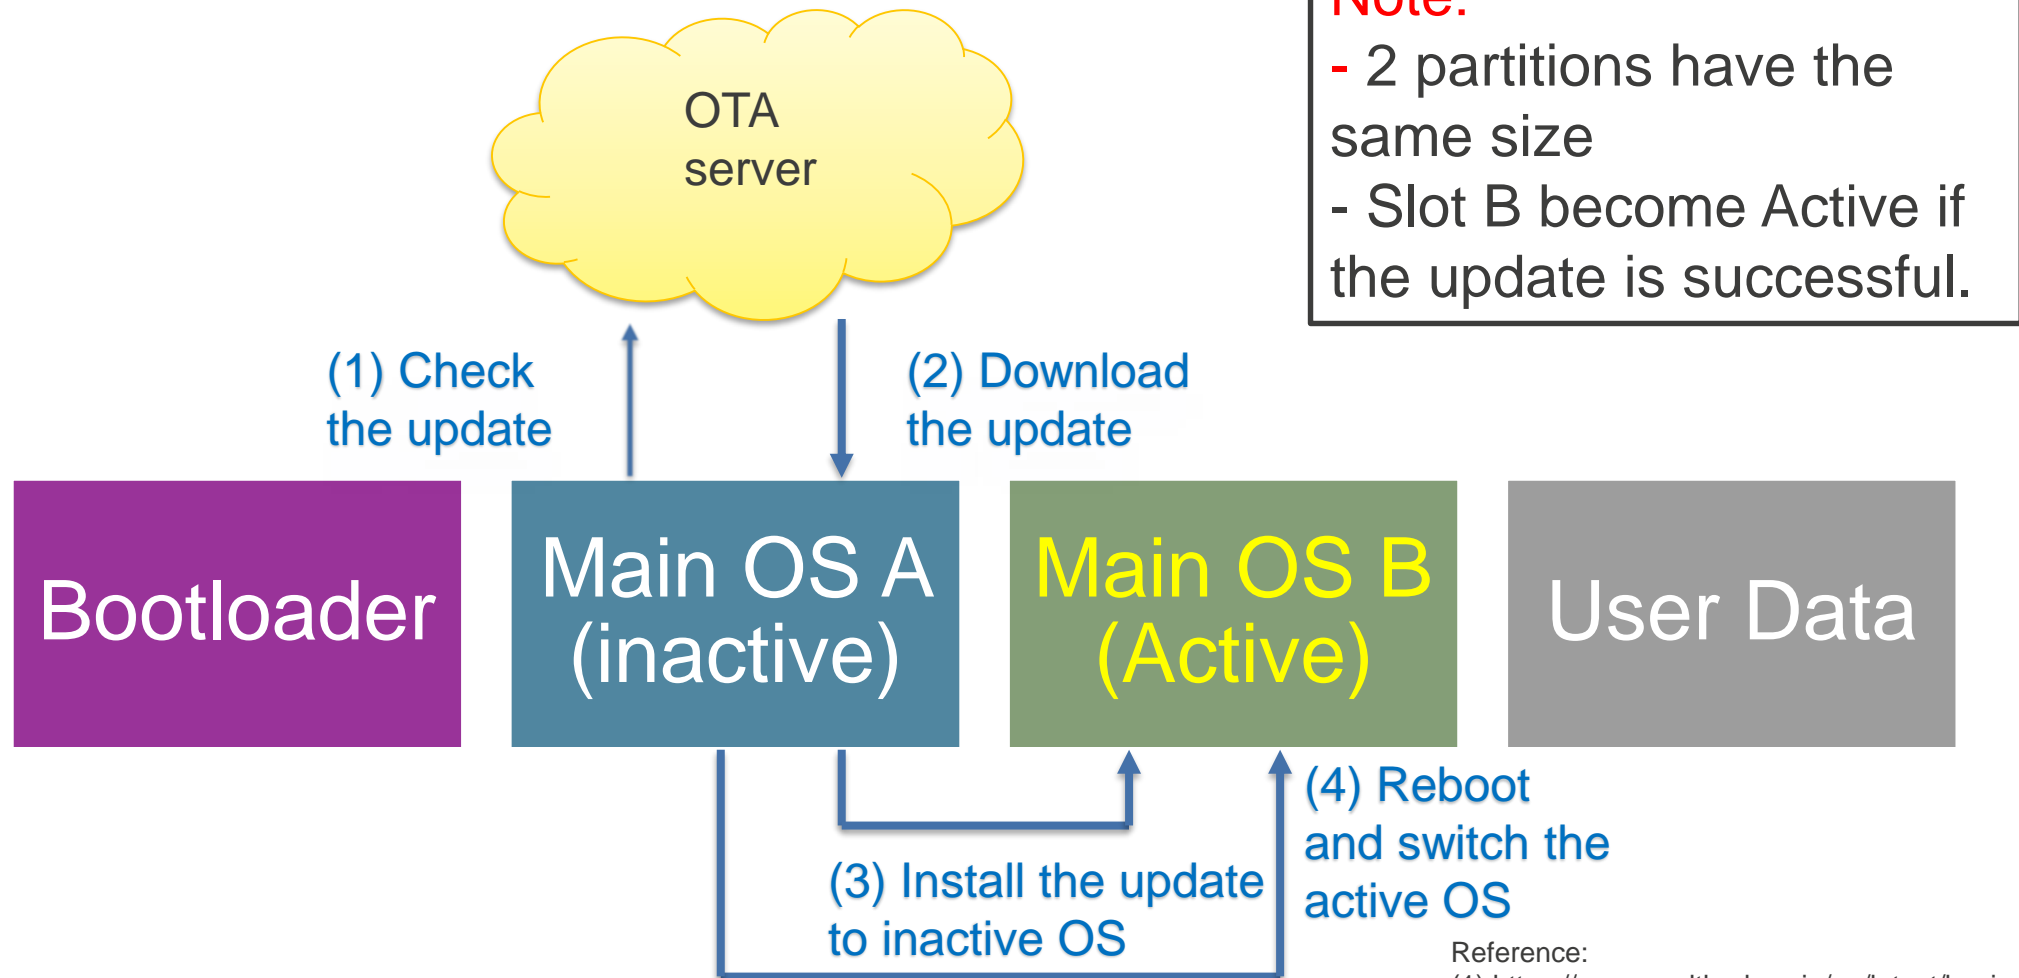 Note:
- 2 partitions have the
same size
- Slot B become Active if
the update is successful.
OTA
server
(1) Check
the update
(2) Download
the update
Bootloader
Main OS A
(inactive)
Main OS B
(Active)
User Data
(3) Install the update
to inactive OS
(4) Reboot
and switch the
active OS
Reference: